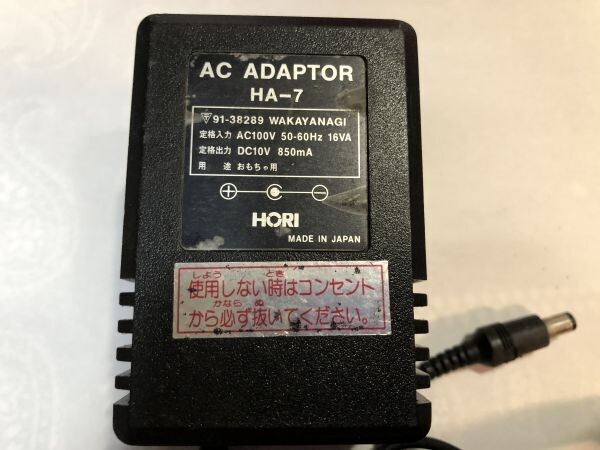 AC ADAPTOR
HA-7
91-38289 WAKAYANAGI
定格入力 AC100V 50-60Hz 16VA
定格出力 DC10V 850mA
用 途 おもちゃ用
+ −
HORI
MADE IN JAPAN
しよう とき
使用しない時はコンセント
かなら ぬ
から必ず抜いてください。